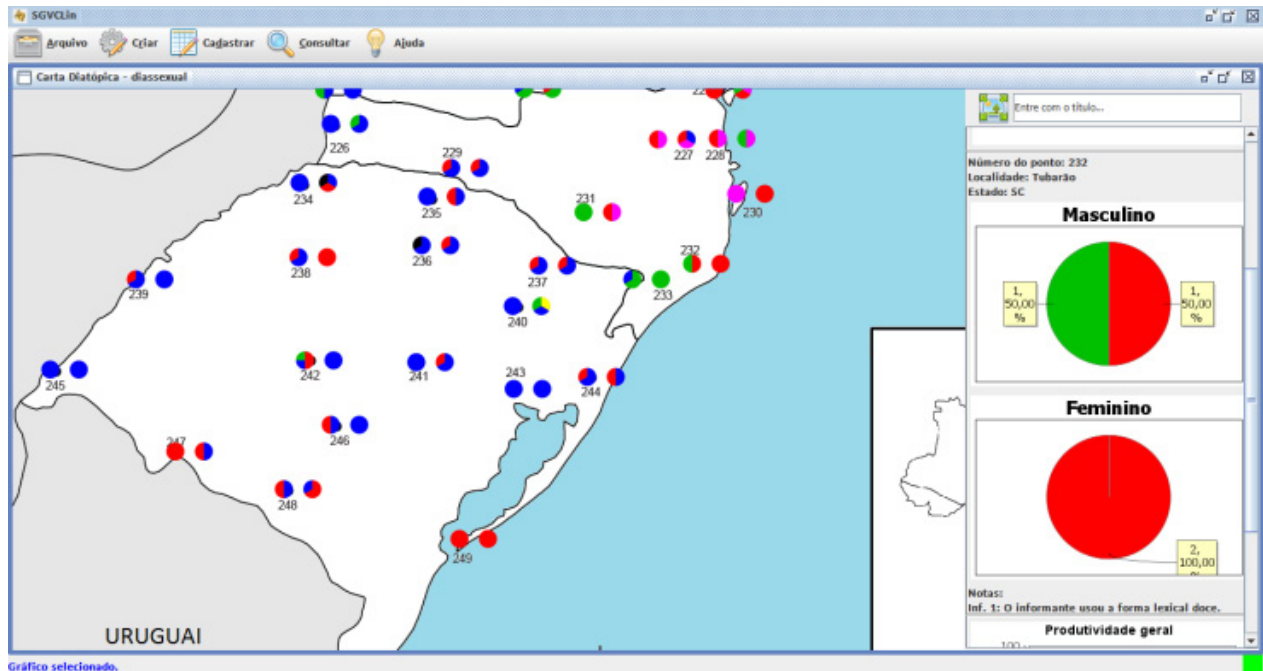 SGVCLin
Arquivo Criar Cadastrar Consultar Ajuda
Carta Diatópica - diassexual
Entre com o título...
226
229
227 228
234
235
231
230
236
238
232
237
233
239
240
242
241
243
244
245
246
247
248
249
URUGUAI
Número do ponto: 232
Localidade: Tubarão
Estado: SC
Masculino
1,
50,00
%
1,
50,00
%
Feminino
2,
100,00
%
Notas:
Inf. 1: O informante usou a forma lexical doce.
Produtividade geral
100
Gráfico selecionado.